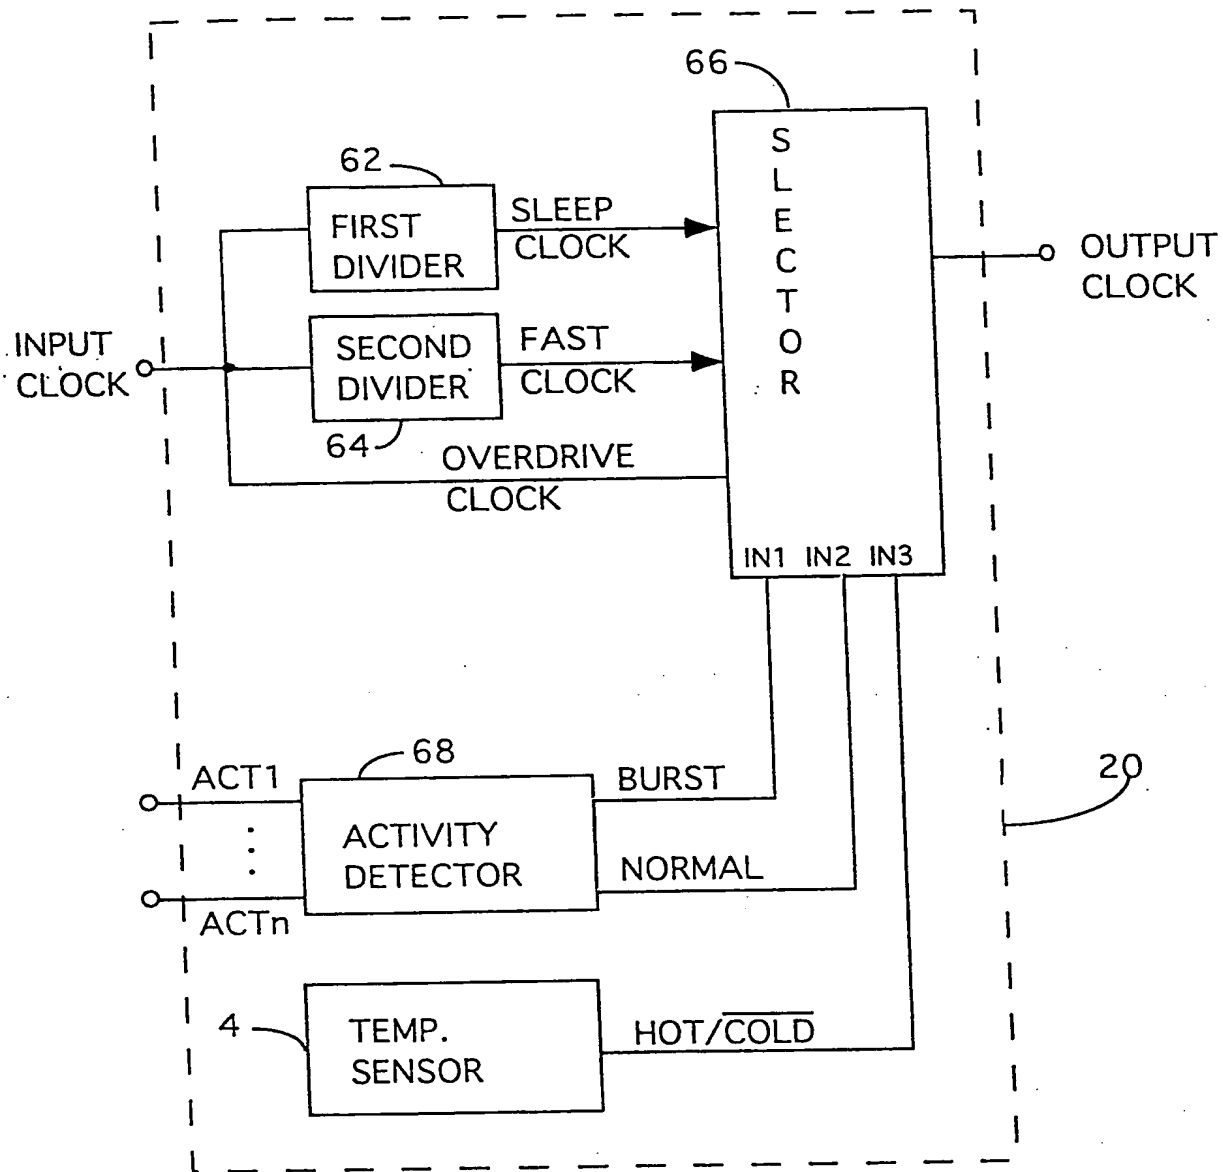 66
SLECTOR
62
FIRST
DIVIDER
SLEEP
CLOCK
OUTPUT
CLOCK
INPUT
CLOCK
SECOND
DIVIDER
FAST
CLOCK
64
OVERDRIVE
CLOCK
IN1 IN2 IN3
68
ACT1
ACTIVITY
DETECTOR
BURST
NORMAL
20
ACTn
4
TEMP.
SENSOR
HOT/COLD